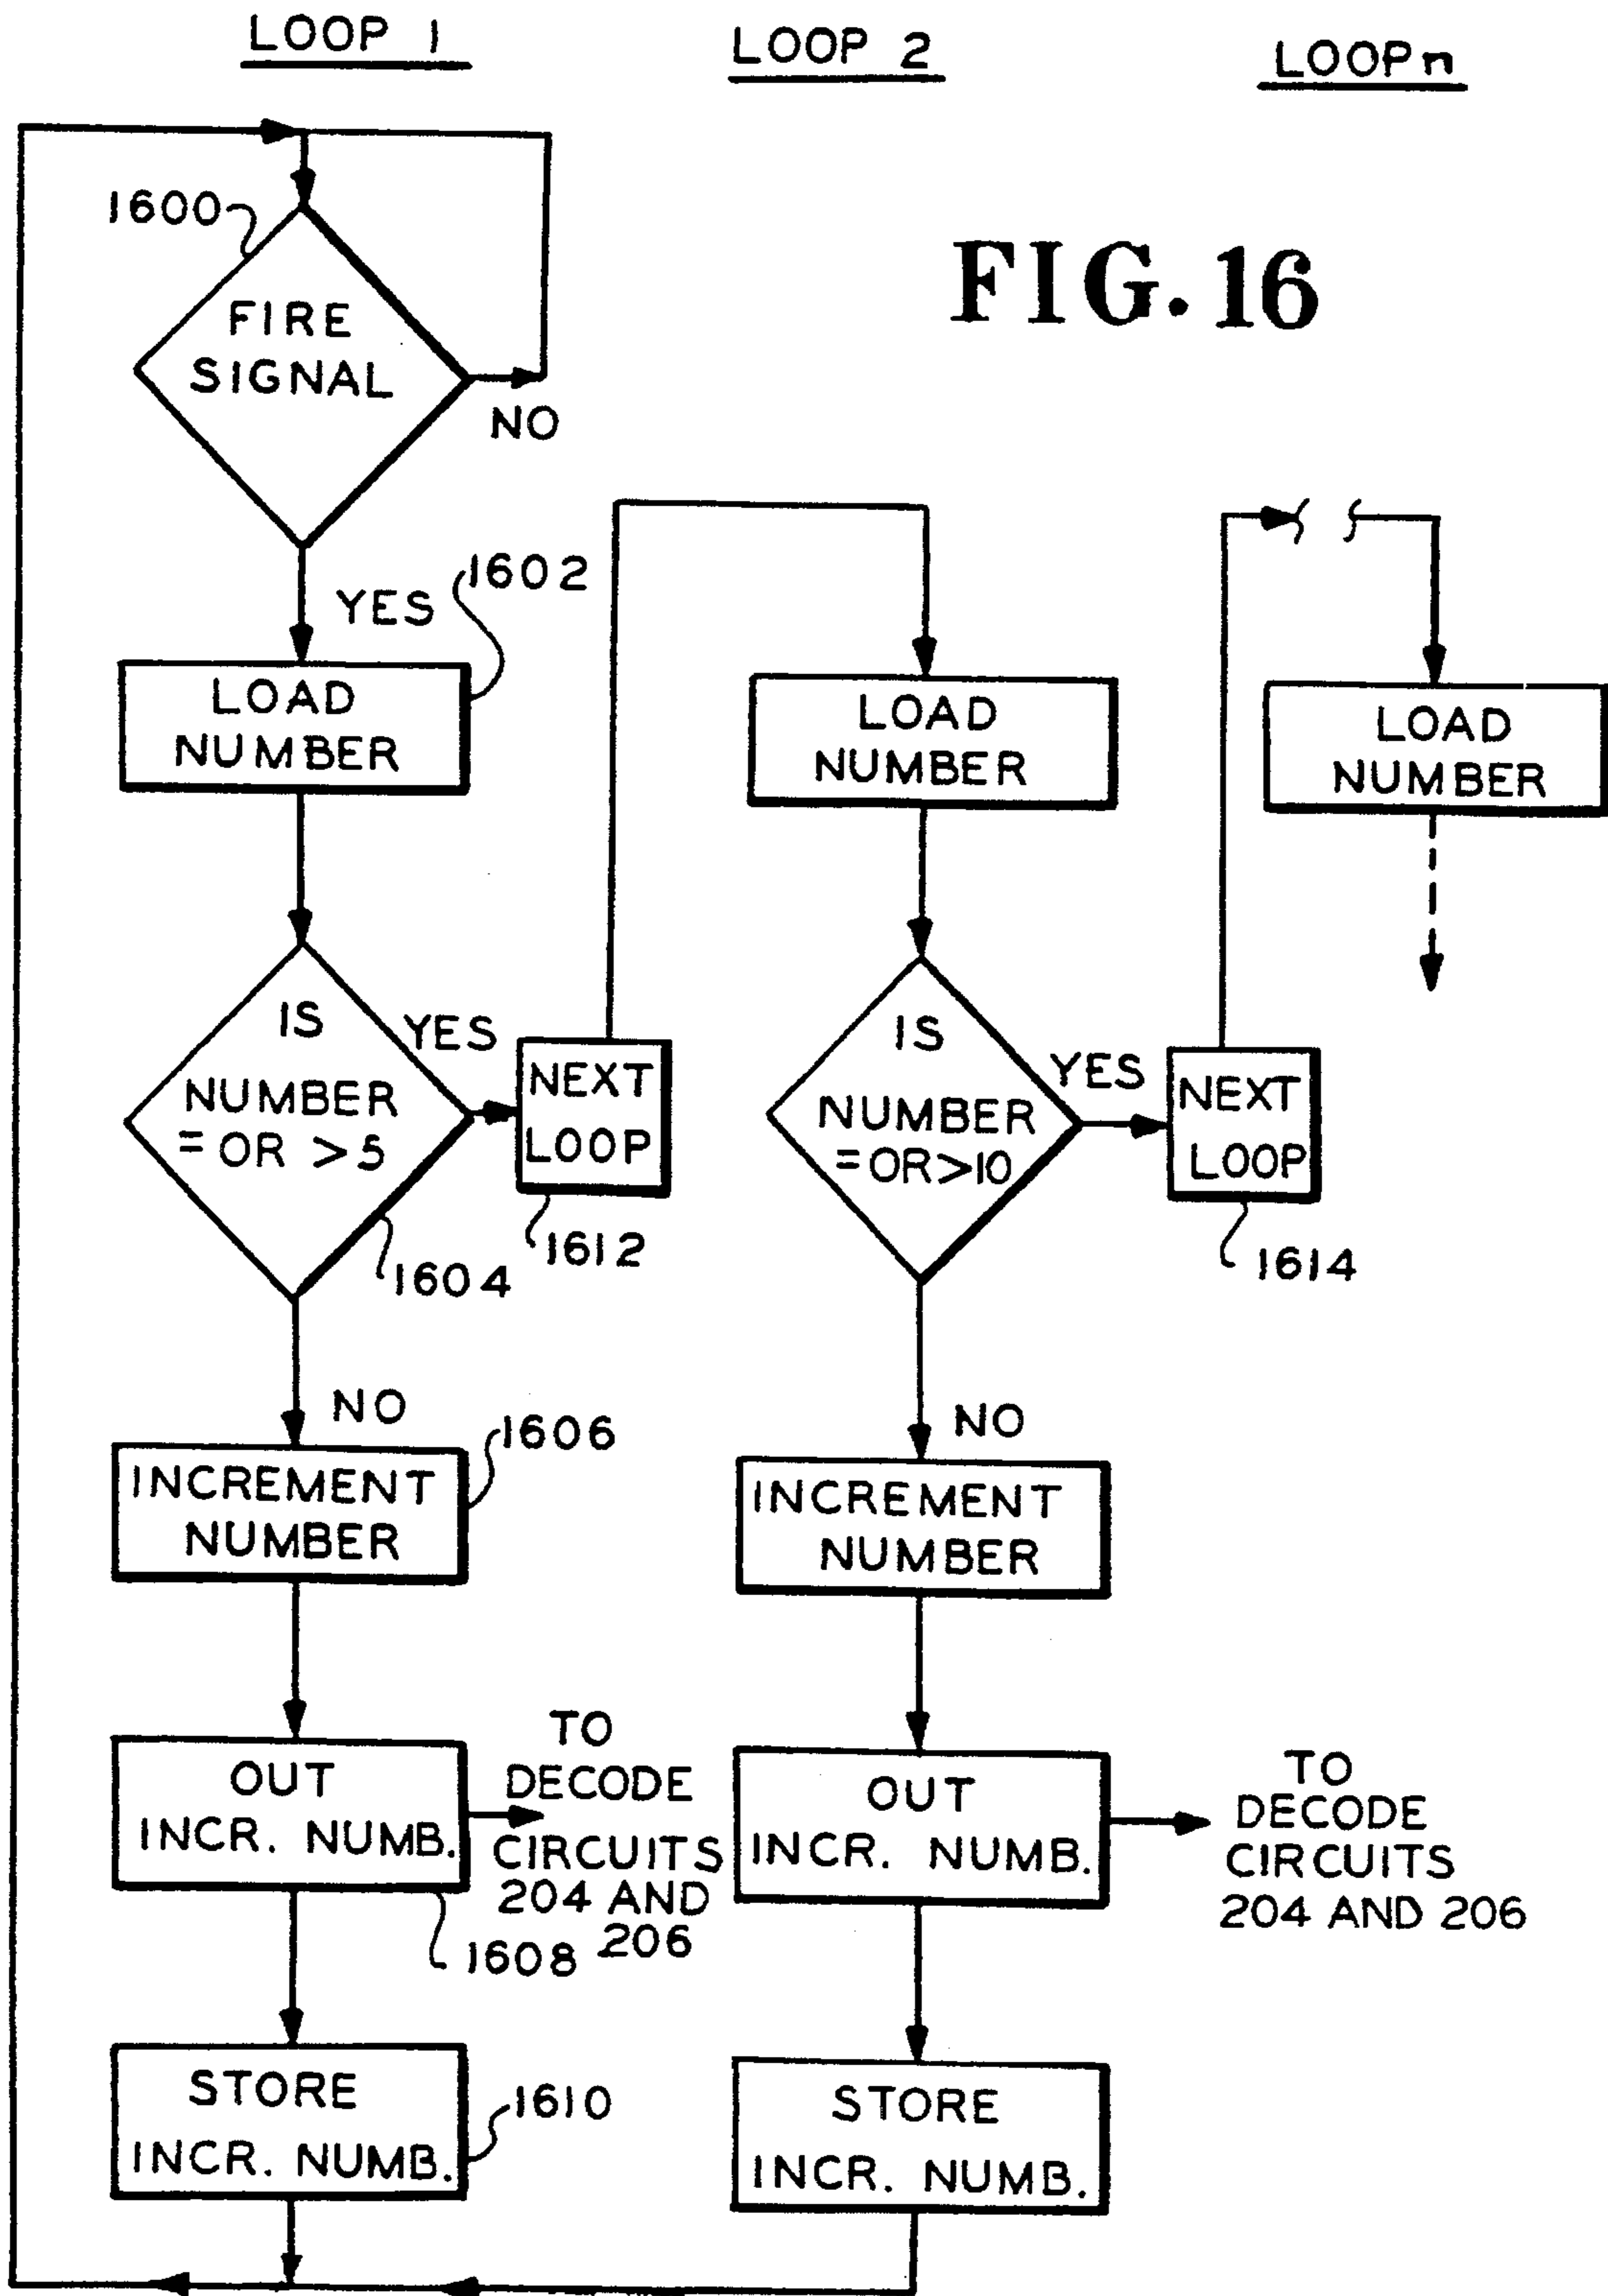 LOOP 1
LOOP 2
LOOP n
FIG. 16
1600
FIRE
SIGNAL
NO
YES
1602
LOAD
NUMBER
IS
NUMBER
= OR > 5
YES
NEXT
LOOP
1612
1604
NO
INCREMENT
NUMBER
1606
OUT
INCR. NUMB.
TO
DECODE
CIRCUITS
204 AND
206
1608
STORE
INCR. NUMB.
1610
LOAD
NUMBER
IS
NUMBER
= OR > 10
YES
NEXT
LOOP
1614
NO
INCREMENT
NUMBER
OUT
INCR. NUMB.
TO
DECODE
CIRCUITS
204 AND 206
STORE
INCR. NUMB.
LOAD
NUMBER